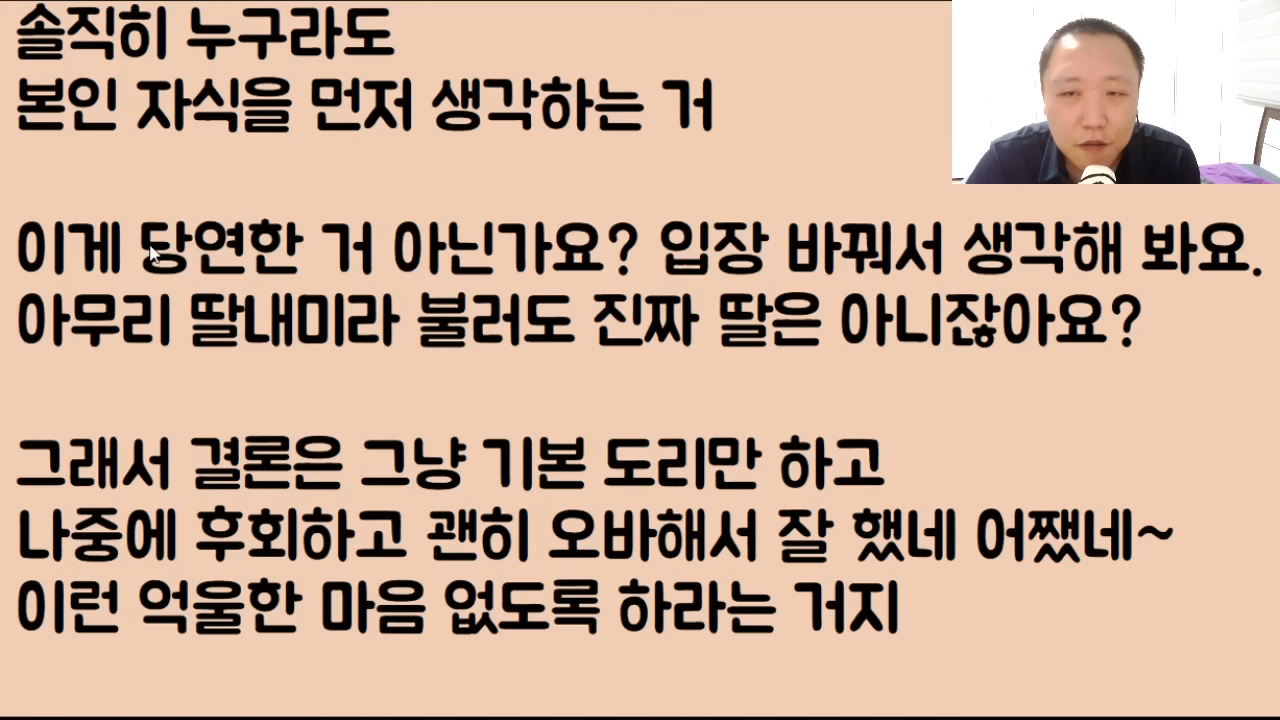 솔직히 누구라도
본인 자식을 먼저 생각하는 거
이게 당연한 거 아닌가요? 입장 바꿔서 생각해 봐요.
아무리 딸내미라 불러도 진짜 딸은 아니잖아요?
그래서 결론은 그냥 기본 도리만 하고
나중에 후회하고 괜히 오바해서 잘 했네 어쨌네~
이런 억울한 마음 없도록 하라는 거지